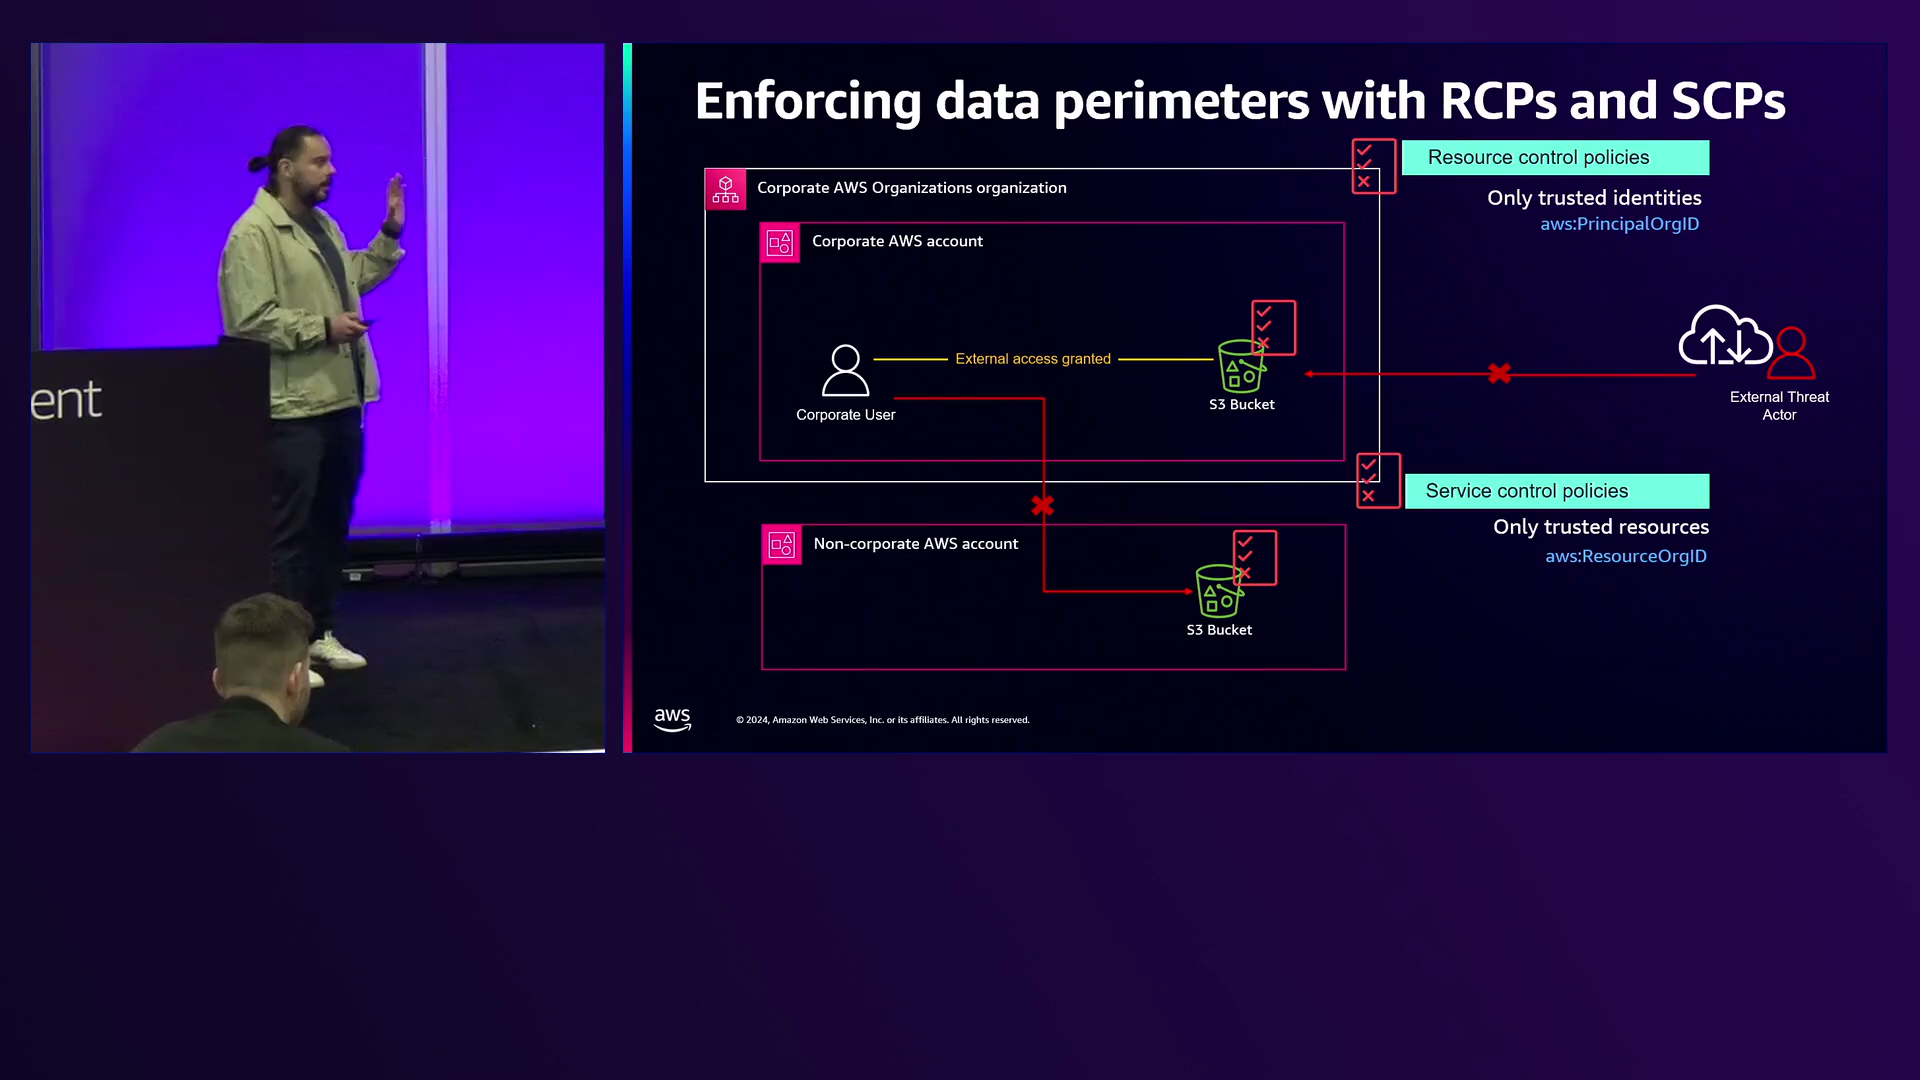 ent
Enforcing data perimeters with RCPs and SCPs
Resource control policies
Only trusted identities
aws:PrincipalOrgID
Corporate AWS Organizations organization
Corporate AWS account
External access granted
Corporate User
S3 Bucket
External Threat
Actor
Service control policies
Only trusted resources
aws:ResourceOrgID
Non-corporate AWS account
S3 Bucket
aws
© 2024, Amazon Web Services, Inc. or its affiliates. All rights reserved.